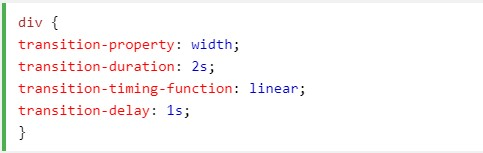 div {
transition-property: width;
transition-duration: 2s;
transition-timing-function: linear;
transition-delay: 1s;
}